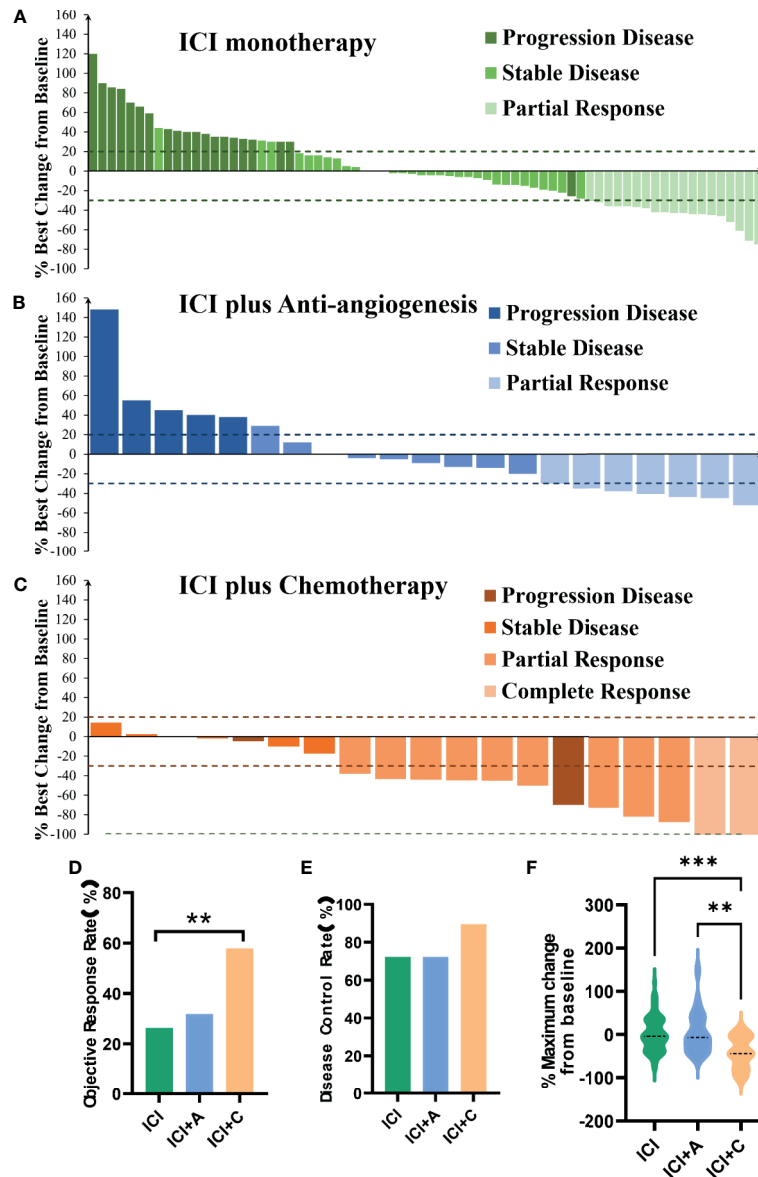 A
ICI monotherapy
% Best Change from Baseline
160
140
120
100
80
60
40
20
0
-20
-40
-60
-80
-100
Progression Disease
Stable Disease
Partial Response
B
ICI plus Anti-angiogenesis
% Best Change from Baseline
160
140
120
100
80
60
40
20
0
-20
-40
-60
-80
-100
Progression Disease
Stable Disease
Partial Response
C
ICI plus Chemotherapy
% Best Change from Baseline
160
140
120
100
80
60
40
20
0
-20
-40
-60
-80
-100
Progression Disease
Stable Disease
Partial Response
Complete Response
D
Objective Response Rate(%)
80
60
40
20
0
**
ICI
ICI+A
ICI+C
E
Disease Control Rate(%)
100
80
60
40
20
0
ICI
ICI+A
ICI+C
F
% Maximum change
from baseline
300
200
100
0
-100
-200
***
**
ICI
ICI+A
ICI+C